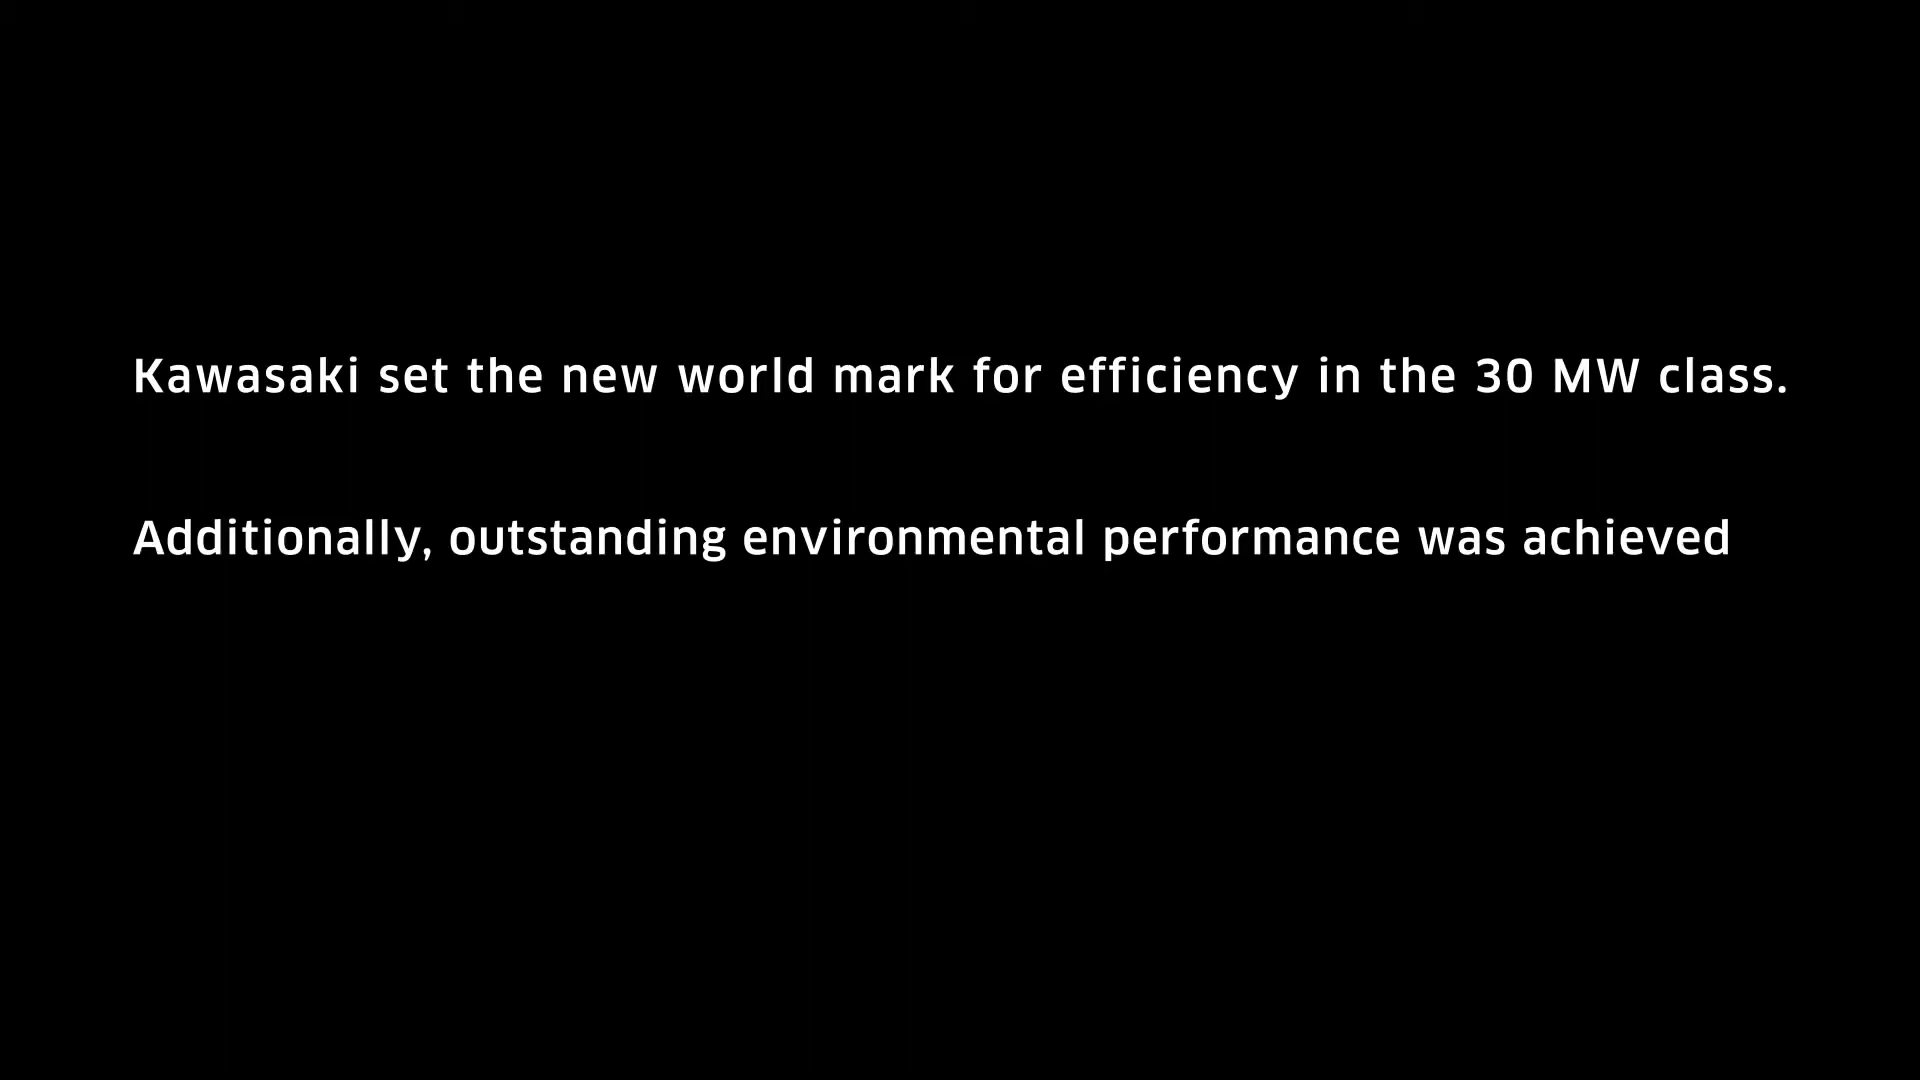 Kawasaki set the new world mark for efficiency in the 30 MW class.
Additionally, outstanding environmental performance was achieved